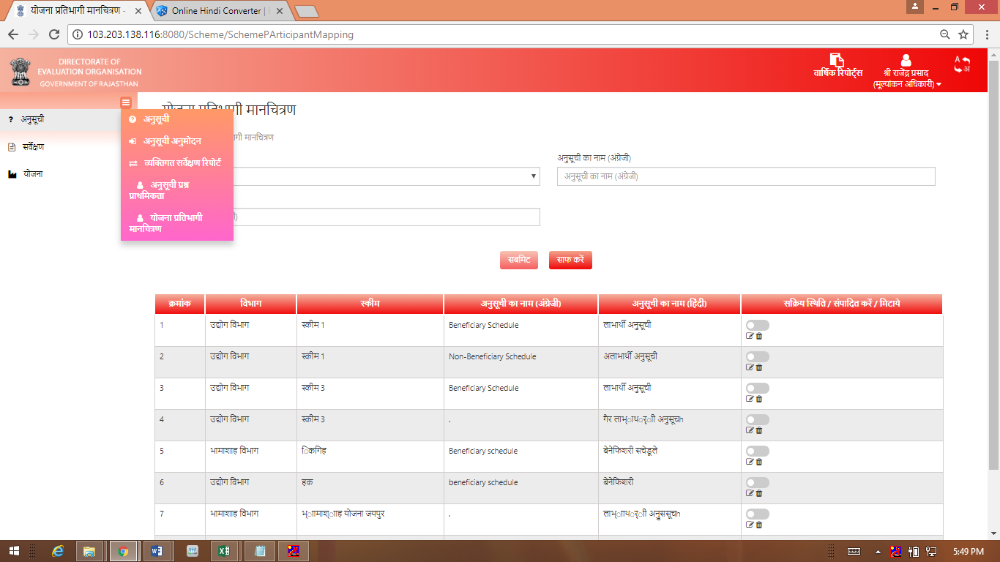 योजना प्रतिभागी मानचित्रण -
Online Hindi Converter |
103.203.138.116:8080/Scheme/SchemePArticipantMapping
DIRECTORATE OF
EVALUATION ORGANISATION
GOVERNMENT OF RAJASTHAN
वार्षिक रिपोर्ट्स
श्री राजेंद्र प्रसाद
(मूल्यांकन अधिकारी)
A अ
अनुसूची
सर्वेक्षण
योजना
अनुसूची
अनुसूची अनुमोदन
व्यक्तिगत सर्वेक्षण रिपोर्ट
अनुसूची प्रश्न
प्राथमिकता
योजना प्रतिभागी
मानचित्रण
योजना प्रतिभागी मानचित्रण
गी मानचित्रण
अनुसूची का नाम (अंग्रेजी)
अनुसूची का नाम (अंग्रेजी)
सबमिट साफ करें
क्रमांक विभाग स्कीम अनुसूची का नाम (अंग्रेजी) अनुसूची का नाम (हिंदी) सक्रिय स्थिति / संपादित करें / मिटाये
1 उद्योग विभाग स्कीम 1 Beneficiary Schedule लाभार्थी अनुसूची
2 उद्योग विभाग स्कीम 1 Non-Beneficiary Schedule अलाभार्थी अनुसूची
3 उद्योग विभाग स्कीम 3 Beneficiary Schedule लाभार्थी अनुसूची
4 उद्योग विभाग स्कीम 3 . गैर लाभ्ाथर्ाी अनुसूचh
5 भामाशाह विभाग िकगिह Beneficiary schedule बेनेफिशरी सचेडूले
6 उद्योग विभाग हक beneficiary schedule बेनेफिशरी
7 भामाशाह विभाग भ्ाामाश्ााह योजना जयपुर . लाभ्ााथर्ाी अनुुससूचh
5:49 PM